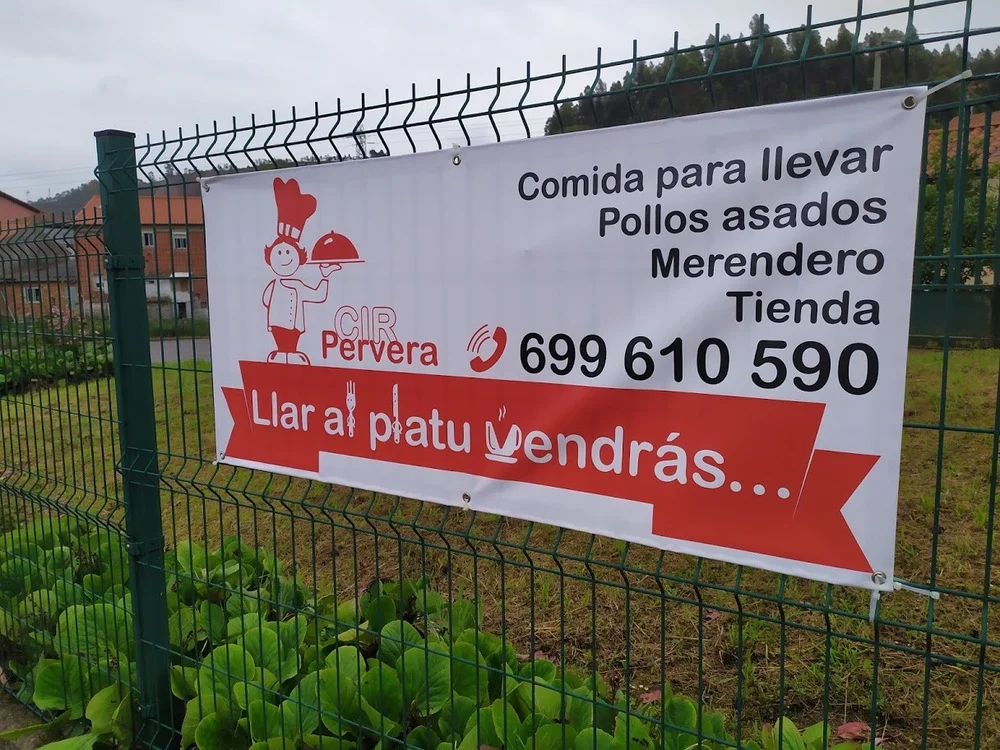 Comida para llevar
Pollos asados
Merendero
Tienda
CIR
Pervera
699 610 590
Llar al platu vendrás...